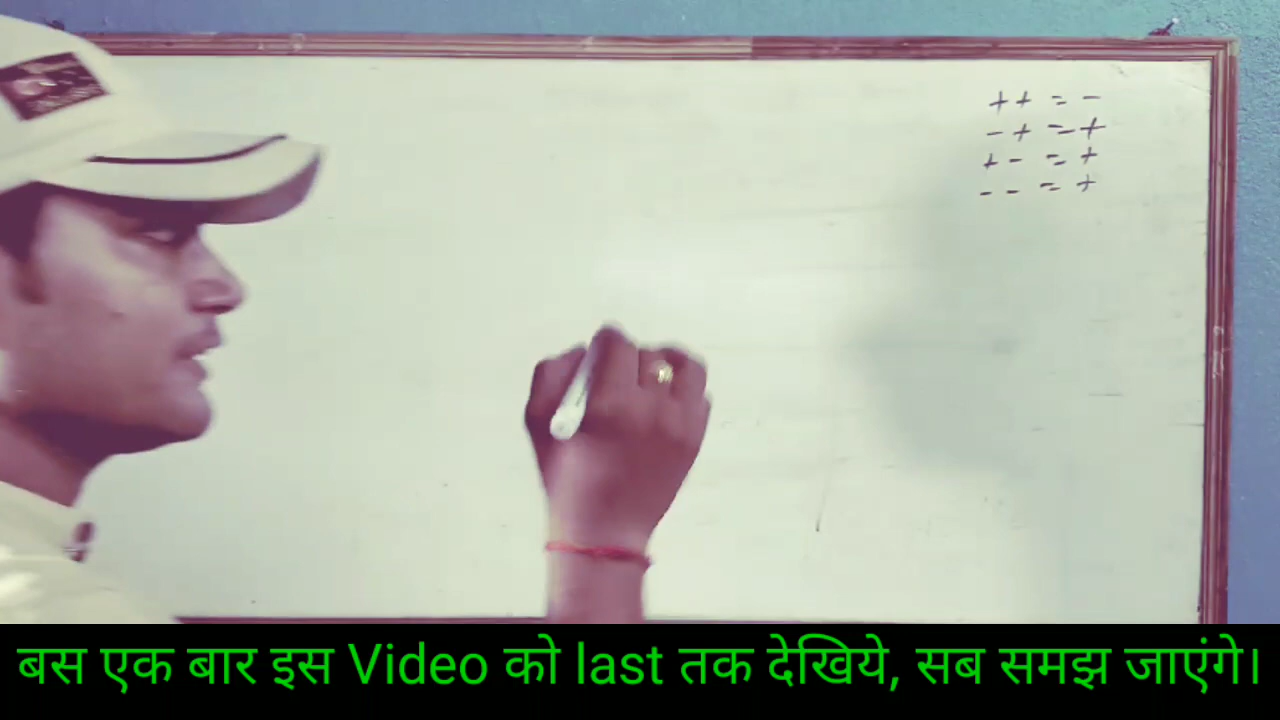 ++ = -
- + = +
+ - = +
- - = +
बस एक बार इस Video को last तक देखिये, सब समझ जाएंगे।